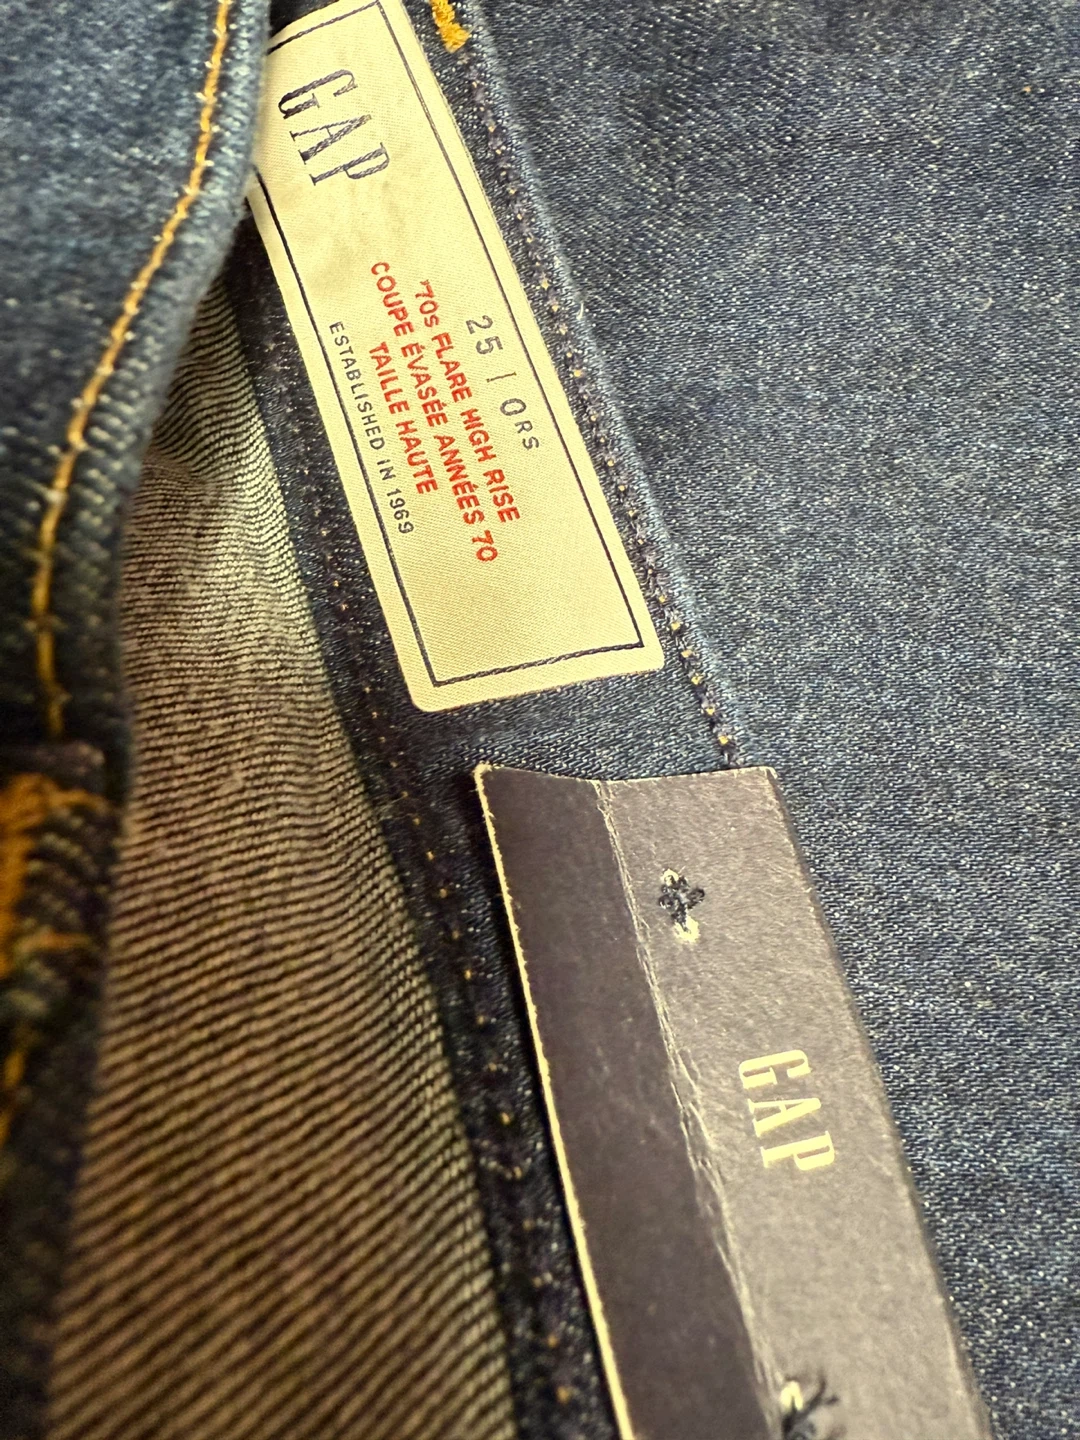 GAP
25 | 0RS
'70s FLARE HIGH RISE
COUPE ÉVASÉE ANNÉES 70
TAILLE HAUTE
ESTABLISHED IN 1969
GAP